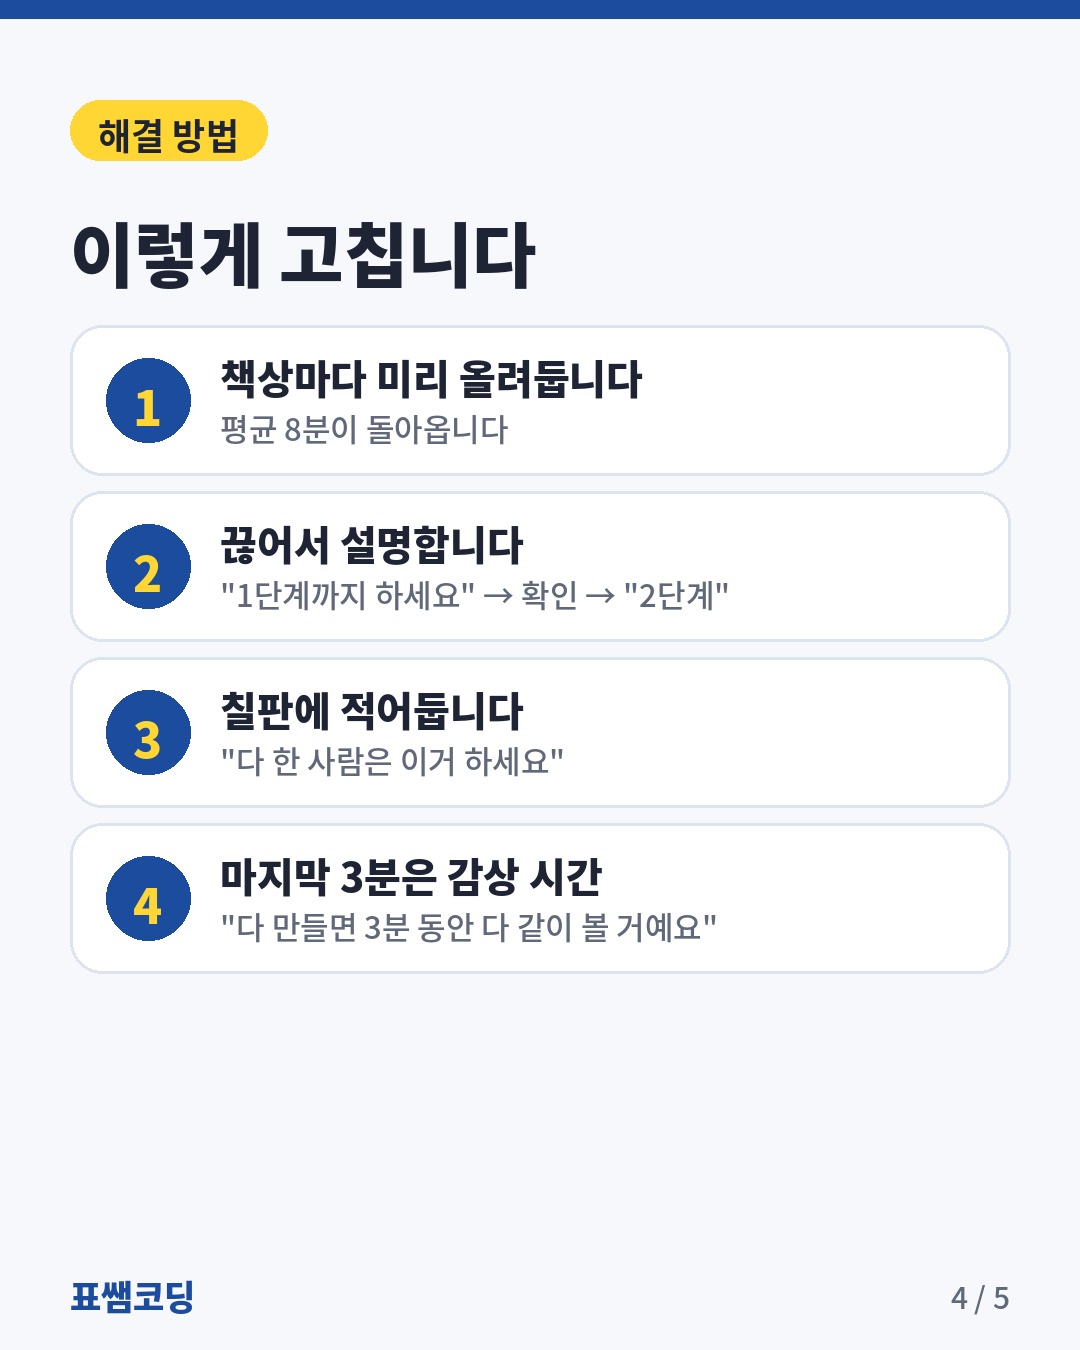 해결 방법
이렇게 고칩니다
1
책상마다 미리 올려둡니다
평균 8분이 돌아옵니다
2
끊어서 설명합니다
"1단계까지 하세요" → 확인 → "2단계"
3
칠판에 적어둡니다
"다 한 사람은 이거 하세요"
4
마지막 3분은 감상 시간
"다 만들면 3분 동안 다 같이 볼 거예요"
표쌤코딩
4 / 5